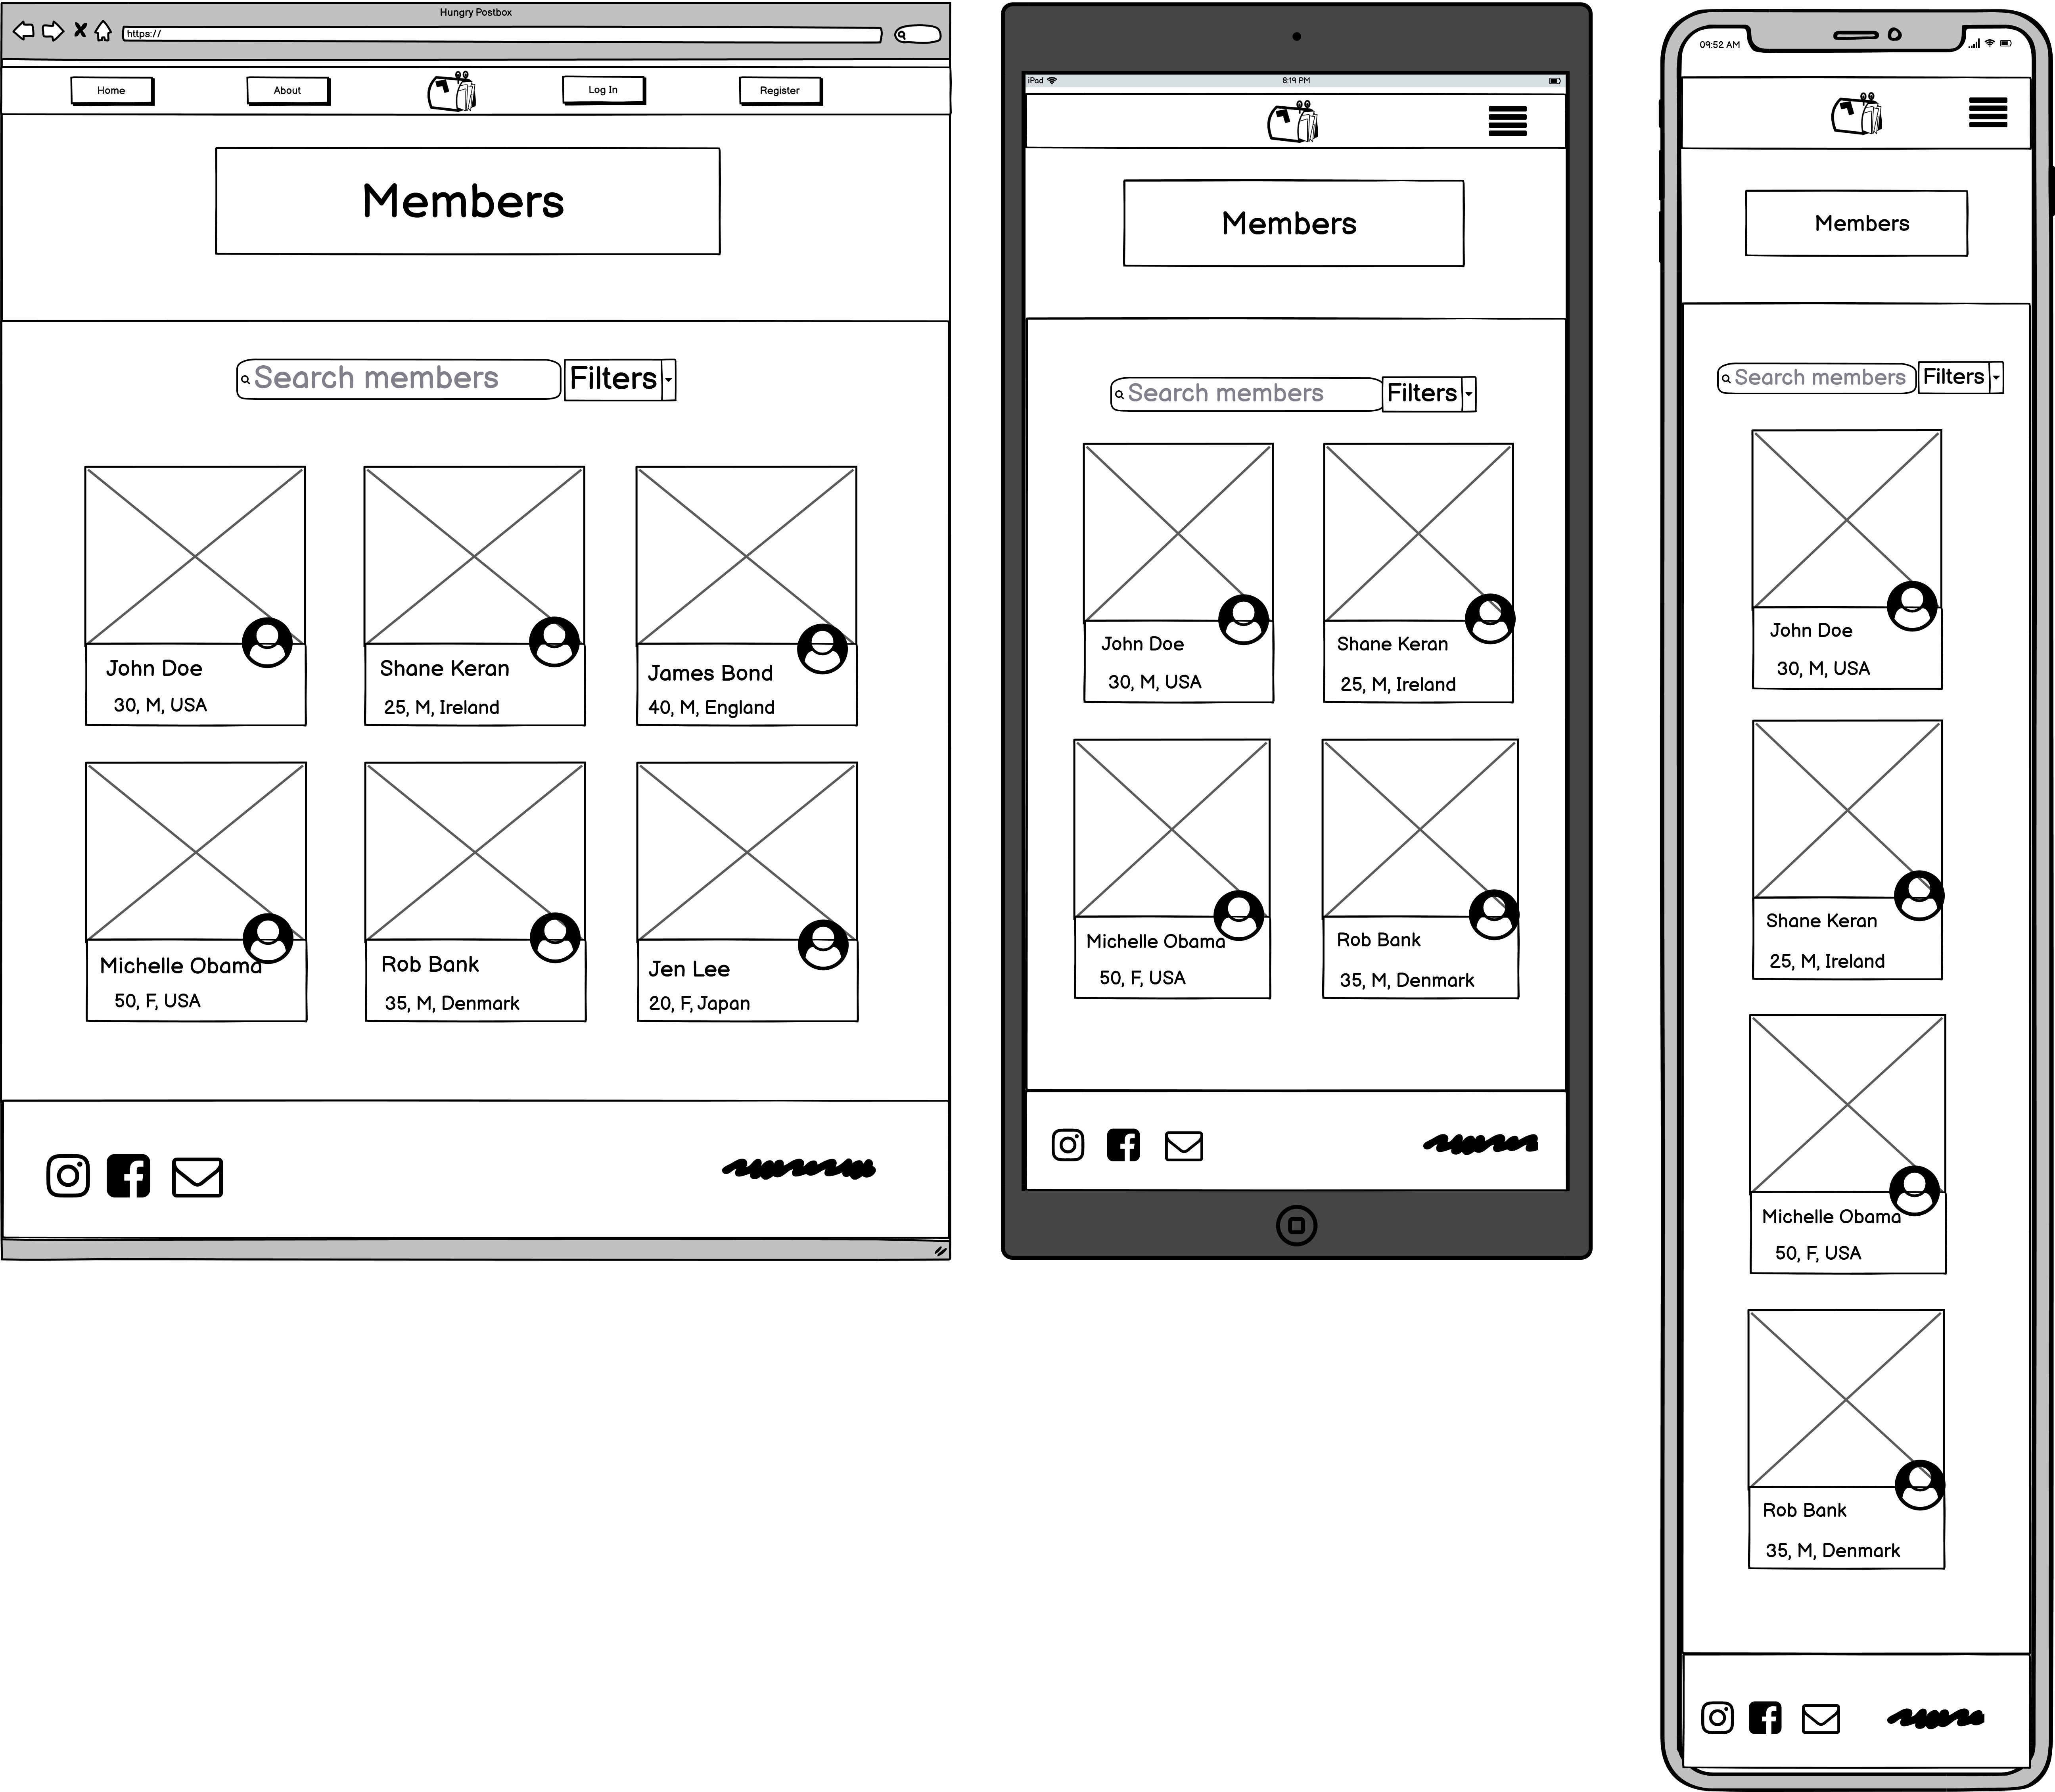 Hungry Postbox
https://
Home
About
Log In
Register
Members
Search members
Filters
John Doe
30, M, USA
Shane Keran
25, M, Ireland
James Bond
40, M, England
Michelle Obama
50, F, USA
Rob Bank
35, M, Denmark
Jen Lee
20, F, Japan
iPad
8:19 PM
Members
Search members
Filters
John Doe
30, M, USA
Shane Keran
25, M, Ireland
Michelle Obama
50, F, USA
Rob Bank
35, M, Denmark
09:52 AM
Members
Search members
Filters
John Doe
30, M, USA
Shane Keran
25, M, Ireland
Michelle Obama
50, F, USA
Rob Bank
35, M, Denmark